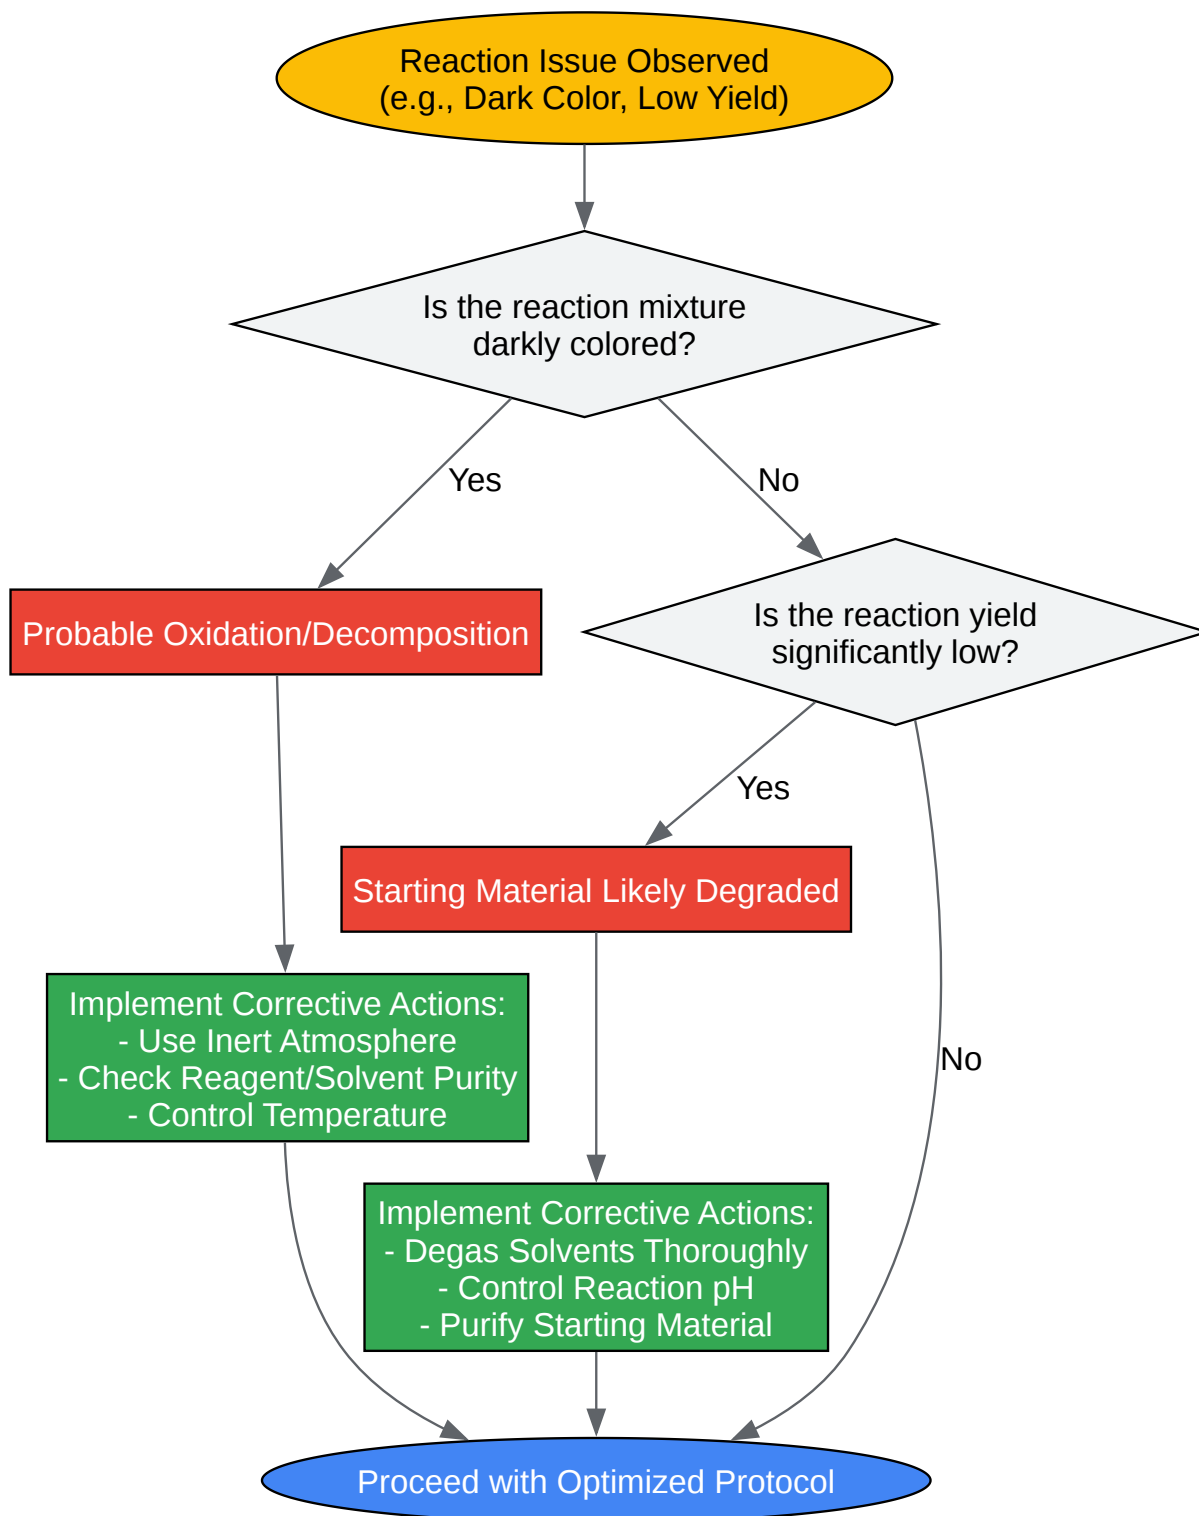 Reaction Issue Observed
(e.g., Dark Color, Low Yield)
Is the reaction mixture
darkly colored?
Yes
No
Probable Oxidation/Decomposition
Is the reaction yield
significantly low?
Yes
Starting Material Likely Degraded
Implement Corrective Actions:
- Use Inert Atmosphere
- Check Reagent/Solvent Purity
- Control Temperature
No
Implement Corrective Actions:
- Degas Solvents Thoroughly
- Control Reaction pH
- Purify Starting Material
Proceed with Optimized Protocol